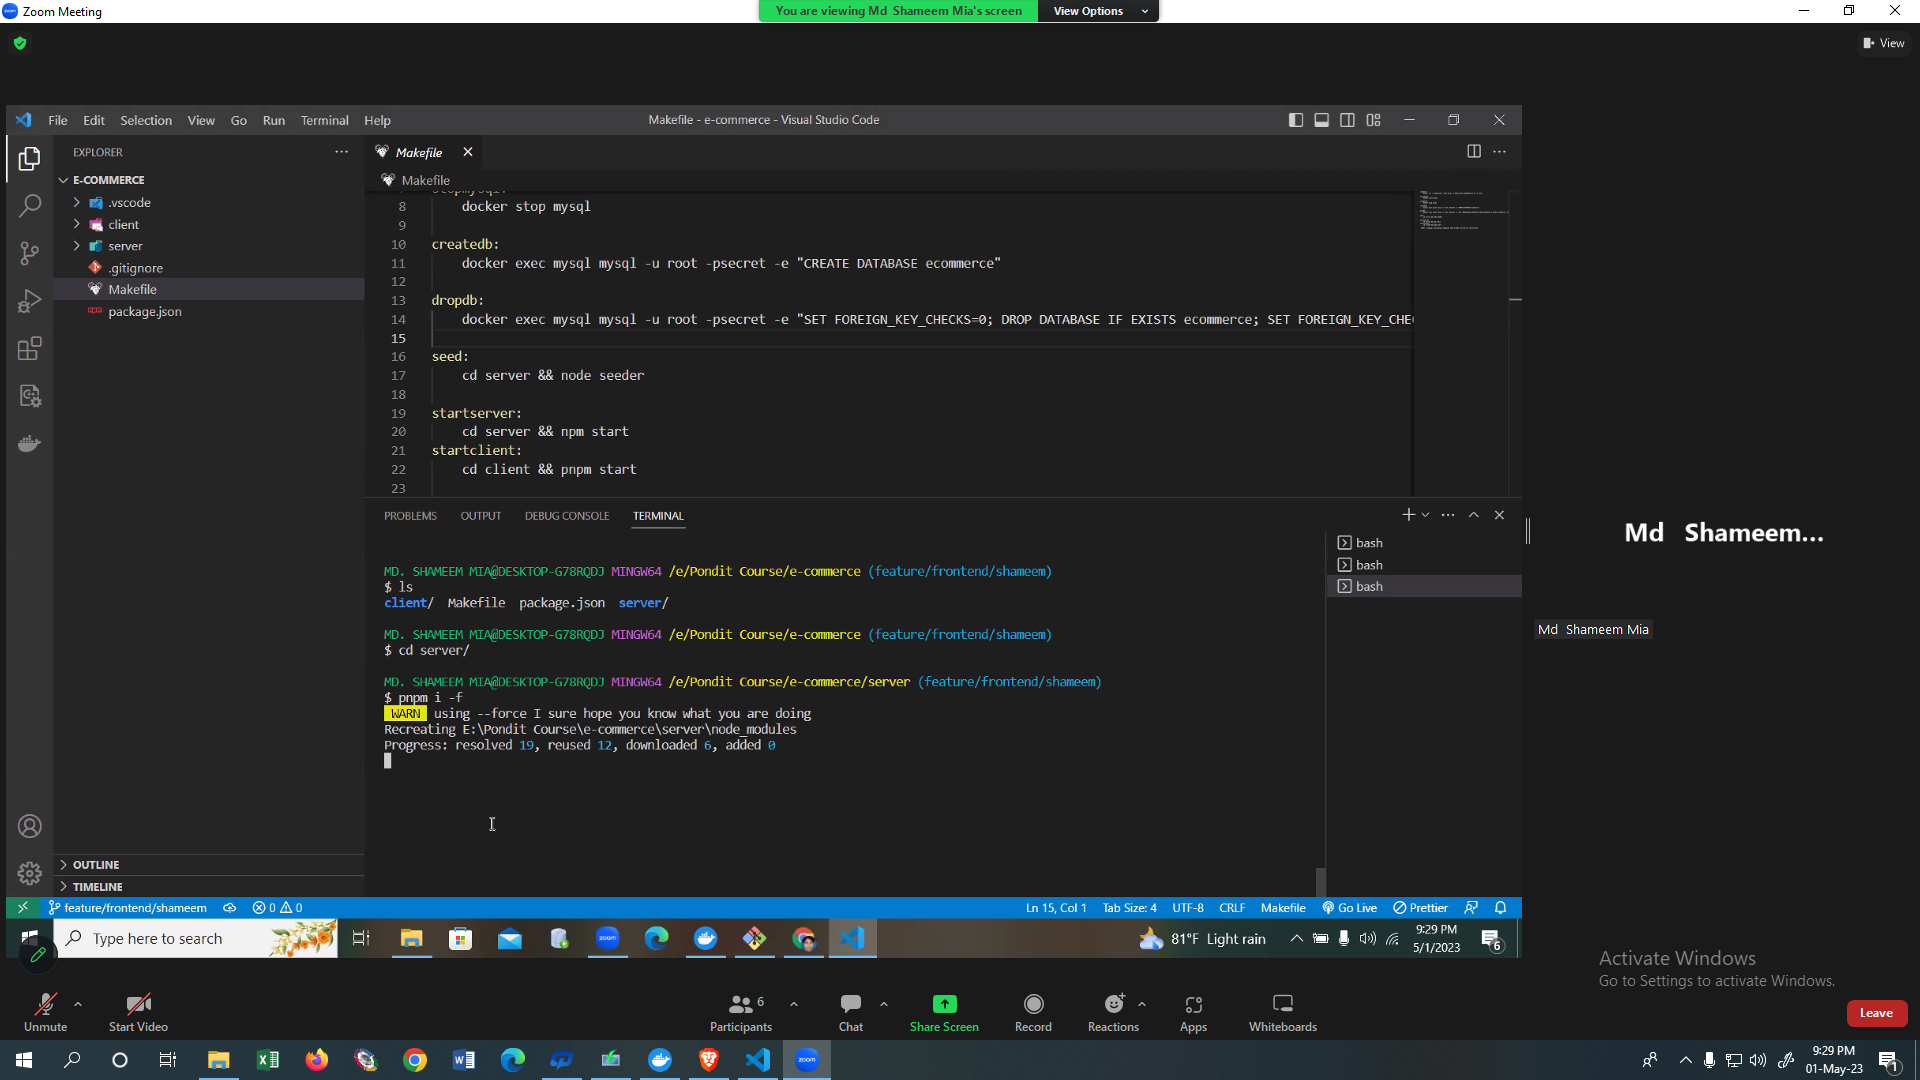 Zoom Meeting
You are viewing Md Shameem Mia's screen
View Options
View
File Edit Selection View Go Run Terminal Help
Makefile - e-commerce - Visual Studio Code
EXPLORER
E-COMMERCE
.vscode
client
server
.gitignore
Makefile
package.json
OUTLINE
TIMELINE
Makefile
Makefile
8 docker stop mysql
9
10 createdb:
11 docker exec mysql mysql -u root -psecret -e "CREATE DATABASE ecommerce"
12
13 dropdb:
14 docker exec mysql mysql -u root -psecret -e "SET FOREIGN_KEY_CHECKS=0; DROP DATABASE IF EXISTS ecommerce; SET FOREIGN_KEY_CHE
15
16 seed:
17 cd server && node seeder
18
19 startserver:
20 cd server && npm start
21 startclient:
22 cd client && pnpm start
23
PROBLEMS OUTPUT DEBUG CONSOLE TERMINAL
MD. SHAMEEM MIA@DESKTOP-G78RQDJ MINGW64 /e/Pondit Course/e-commerce (feature/frontend/shameem)
$ ls
client/ Makefile package.json server/
MD. SHAMEEM MIA@DESKTOP-G78RQDJ MINGW64 /e/Pondit Course/e-commerce (feature/frontend/shameem)
$ cd server/
MD. SHAMEEM MIA@DESKTOP-G78RQDJ MINGW64 /e/Pondit Course/e-commerce/server (feature/frontend/shameem)
$ pnpm i -f
WARN using --force I sure hope you know what you are doing
Recreating E:\Pondit Course\e-commerce\server\node_modules
Progress: resolved 19, reused 12, downloaded 6, added 0
bash
bash
bash
feature/frontend/shameem 0 0
Ln 15, Col 1 Tab Size: 4 UTF-8 CRLF Makefile Go Live Prettier
Type here to search
81°F Light rain
9:29 PM
5/1/2023
6
Md Shameem...
Md Shameem Mia
Activate Windows
Go to Settings to activate Windows.
Unmute
Start Video
6
Participants
Chat
Share Screen
Record
Reactions
Apps
Whiteboards
Leave
zoom
9:29 PM
01-May-23
1